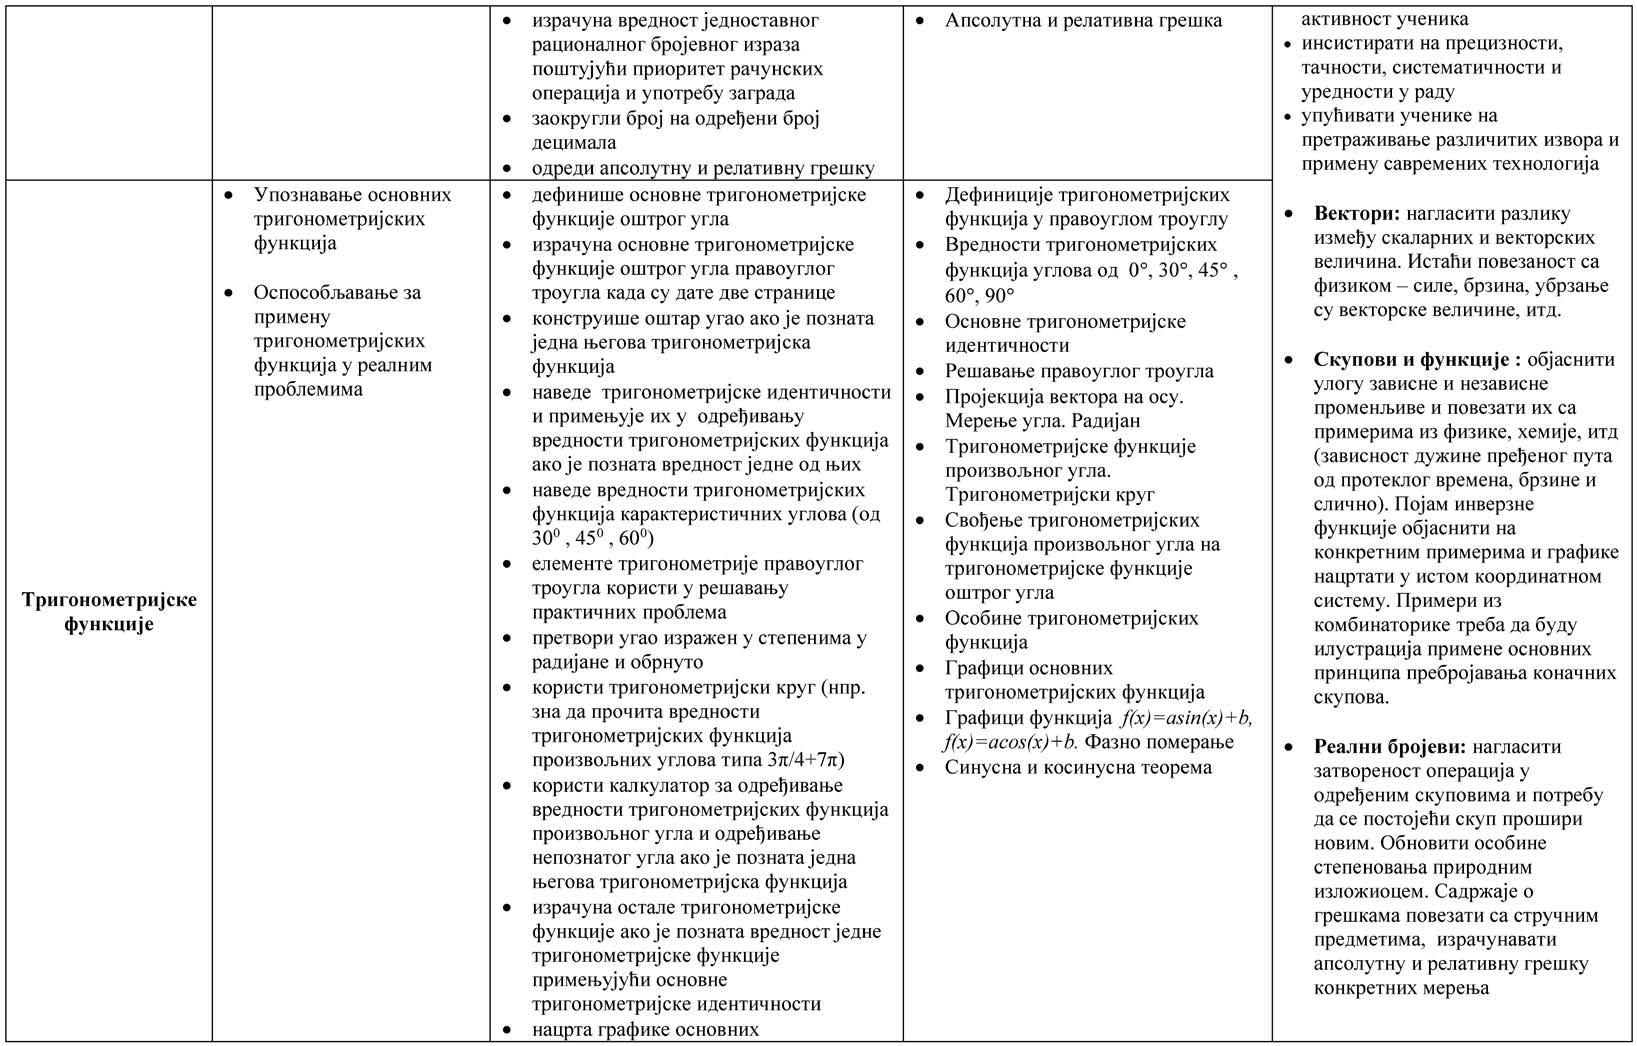 израчуна вредност једноставног
рационалног бројевног израза
поштујући приоритет рачунских
операција и употребу заграда
заокругли број на одређени број
децимала
одреди апсолутну и релативну грешку
Апсолутна и релативна грешка
активност ученика
инсистирати на прецизности,
тачности, систематичности и
уредности у раду
упућивати ученике на
претраживање различитих извора и
примену савремених технологија
Тригонометријске
функције
Упознавање основних
тригонометријских
функција
Оспособљавање за
примену
тригонометријских
функција у реалним
проблемима
дефинише основне тригонометријске
функције оштрог угла
израчуна основне тригонометријске
функције оштрог угла правоуглог
троугла када су дате две странице
конструише оштар угао ако је позната
једна његова тригонометријска
функција
наведе тригонометријске идентичности
и примењује их у одређивању
вредности тригонометријских функција
ако је позната вредност једне од њих
наведе вредности тригонометријских
функција карактеристичних углова (од
30⁰ , 45⁰ , 60⁰)
елементе тригонометрије правоуглог
троугла користи у решавању
практичних проблема
претвори угао изражен у степенима у
радијане и обрнуто
користи тригонометријски круг (нпр.
зна да прочита вредности
тригонометријских функција
произвољних углова типа 3π/4+7π)
користи калкулатор за одређивање
вредности тригонометријских функција
произвољног угла и одређивање
непознатог угла ако је позната једна
његова тригонометријска функција
израчуна остале тригонометријске
функције ако је позната вредност једне
тригонометријске функције
примењујући основне
тригонометријске идентичности
нацрта графике основних
Дефиниције тригонометријских
функција у правоуглом троуглу
Вредности тригонометријских
функција углова од 0°, 30°, 45° ,
60°, 90°
Основне тригонометријске
идентичности
Решавање правоуглог троугла
Пројекција вектора на осу.
Мерење угла. Радијан
Тригонометријске функције
произвољног угла.
Тригонометријски круг
Свођење тригонометријских
функција произвољног угла на
тригонометријске функције
оштрог угла
Особине тригонометријских
функција
Графици основних
тригонометријских функција
Графици функција f(x)=asin(x)+b,
f(x)=acos(x)+b. Фазно померање
Синусна и косинусна теорема
Вектори: нагласити разлику
између скаларних и векторских
величина. Истаћи повезаност са
физиком – силе, брзина, убрзање
су векторске величине, итд.
Скупови и функције : објаснити
улогу зависне и независне
променљиве и повезати их са
примерима из физике, хемије, итд
(зависност дужине пређеног пута
од протеклог времена, брзине и
слично). Појам инверзне
функције објаснити на
конкретним примерима и графике
нацртати у истом координатном
систему. Примери из
комбинаторике треба да буду
илустрација примене основних
принципа пребројавања коначних
скупова.
Реални бројеви: нагласити
затвореност операција у
одређеним скуповима и потребу
да се постојећи скуп прошири
новим. Обновити особине
степеновања природним
изложиоцем. Садржаје о
грешкама повезати са стручним
предметима, израчунавати
апсолутну и релативну грешку
конкретних мерења